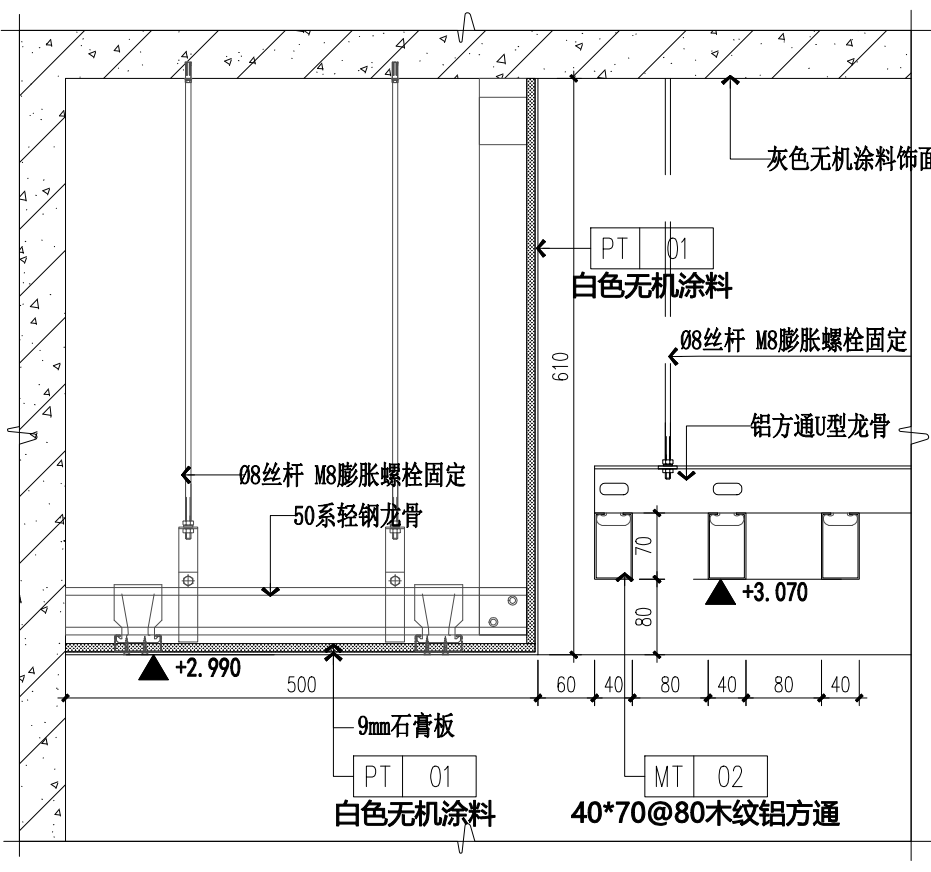 灰色无机涂料饰面
PT 01
白色无机涂料
Ø8丝杆 M8膨胀螺栓固定
610
铝方通U型龙骨
Ø8丝杆 M8膨胀螺栓固定
50系轻钢龙骨
70
+3.070
80
+2.990
500
60
40
80
40
80
40
9mm石膏板
PT 01
白色无机涂料
MT 02
40*70@80木纹铝方通